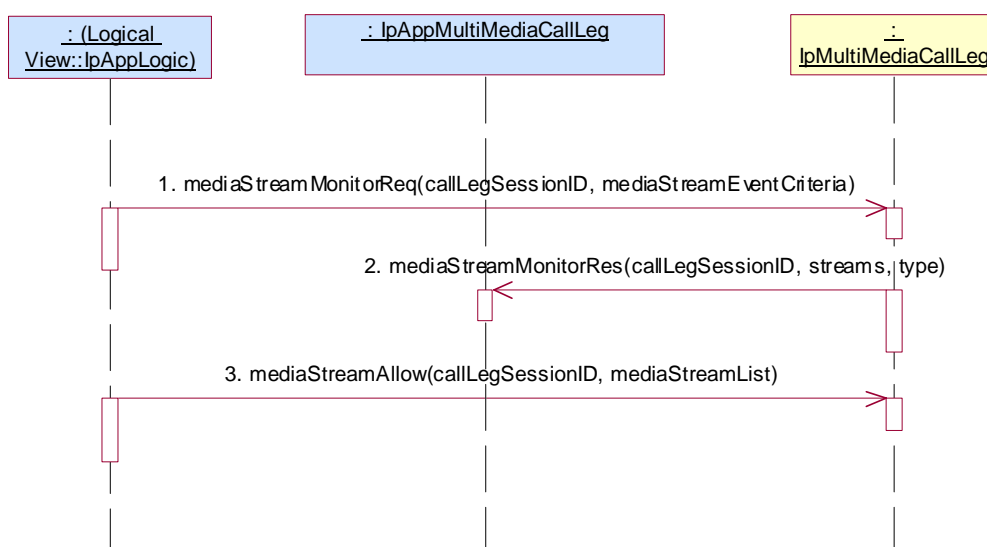 : (Logical
View::IpAppLogic)
: IpAppMultiMediaCallLeg
:
IpMultiMediaCallLeg
1. mediaStreamMonitorReq(callLegSessionID, mediaStreamEventCriteria)
2. mediaStreamMonitorRes(callLegSessionID, streams, type)
3. mediaStreamAllow(callLegSessionID, mediaStreamList)